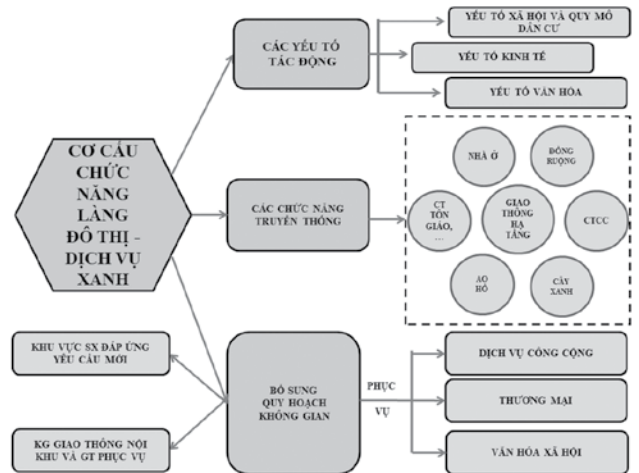 CƠ CẤU
CHỨC
NĂNG
LÀNG
ĐÔ THỊ -
DỊCH VỤ
XANH
CÁC YẾU TỐ
TÁC ĐỘNG
YẾU TỐ XÃ HỘI VÀ QUY MÔ
DÂN CƯ
YẾU TỐ KINH TẾ
YẾU TỐ VĂN HÓA
CÁC CHỨC NĂNG
TRUYỀN THỐNG
NHÀ Ở
ĐỒNG
RUỘNG
CT
TÔN
GIÁO,
...
GIAO
THÔNG
HẠ
TẦNG
CTCC
AO
HỒ
CÂY
XANH
KHU VỰC SX ĐÁP ỨNG
YÊU CẦU MỚI
KG GIAO THÔNG NỘI
KHU VÀ GT PHỤC VỤ
BỔ SUNG
QUY HOẠCH
KHÔNG GIAN
PHỤC
VỤ
DỊCH VỤ CÔNG CỘNG
THƯƠNG MẠI
VĂN HÓA XÃ HỘI